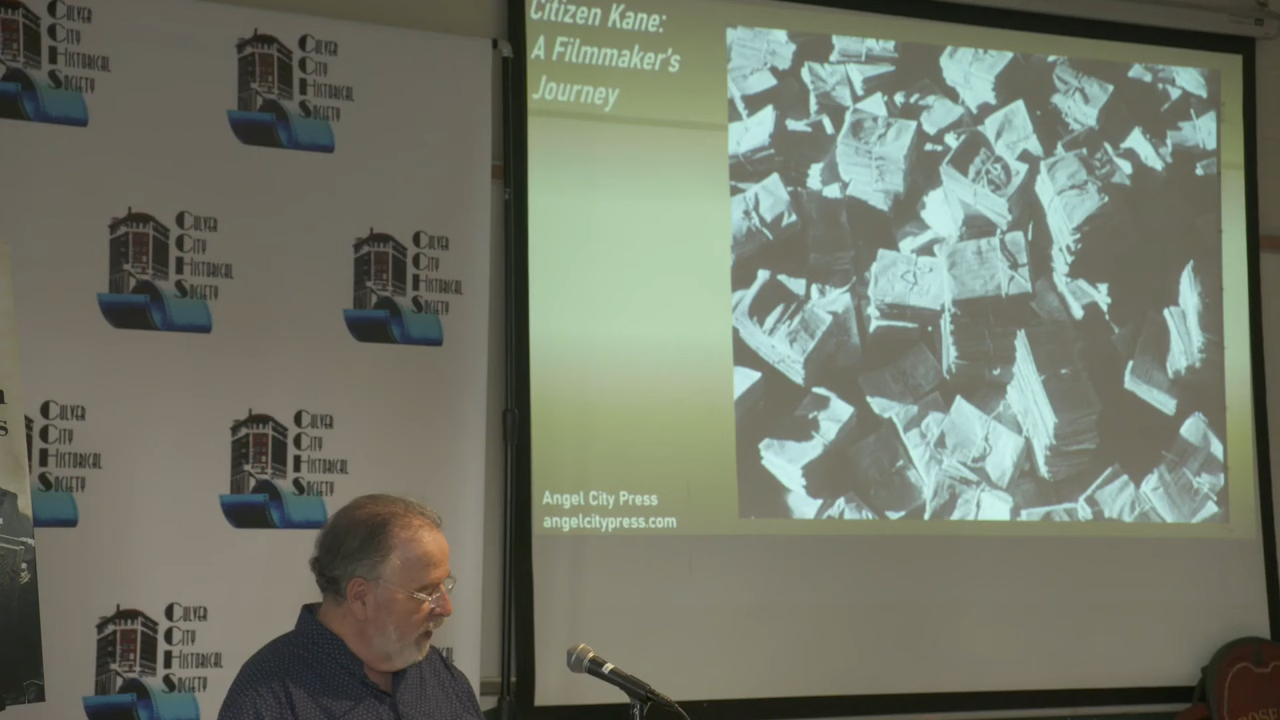 Citizen Kane:
A Filmmaker's
Journey
Angel City Press
angelcitypress.com
Culver
City
Historical
Society
Culver
City
Historical
Society
Culver
City
Historical
Society
Culver
City
Historical
Society
Culver
City
Historical
Society
Culver
City
Historical
Society
Culver
City
Historical
Society